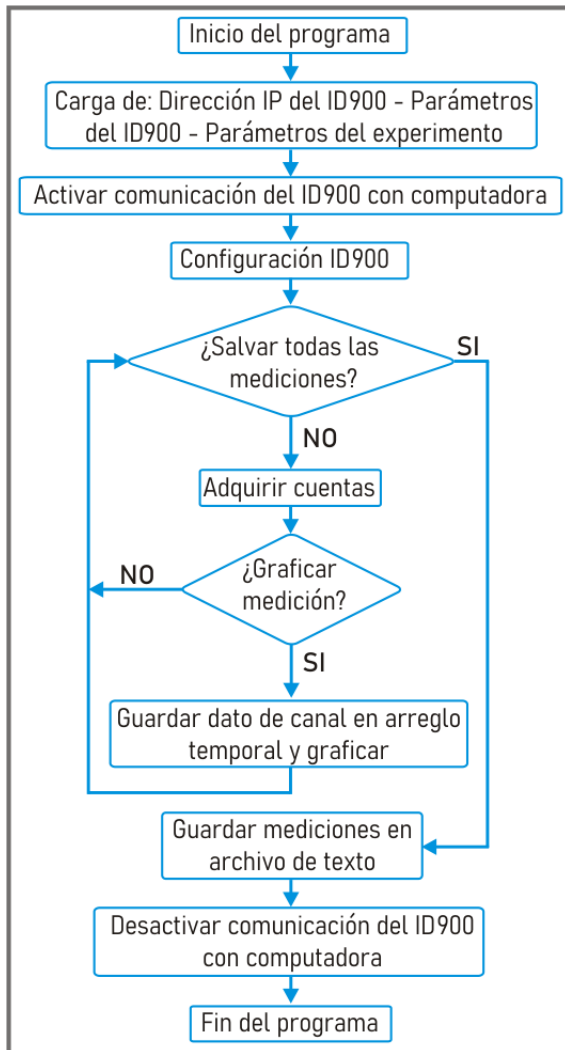 Inicio del programa
Carga de: Dirección IP del ID900 - Parámetros
del ID900 - Parámetros del experimento
Activar comunicación del ID900 con computadora
Configuración ID900
¿Salvar todas las
mediciones?
SI
NO
Adquirir cuentas
¿Graficar
medición?
NO
SI
Guardar dato de canal en arreglo
temporal y graficar
Guardar mediciones en
archivo de texto
Desactivar comunicación del ID900
con computadora
Fin del programa